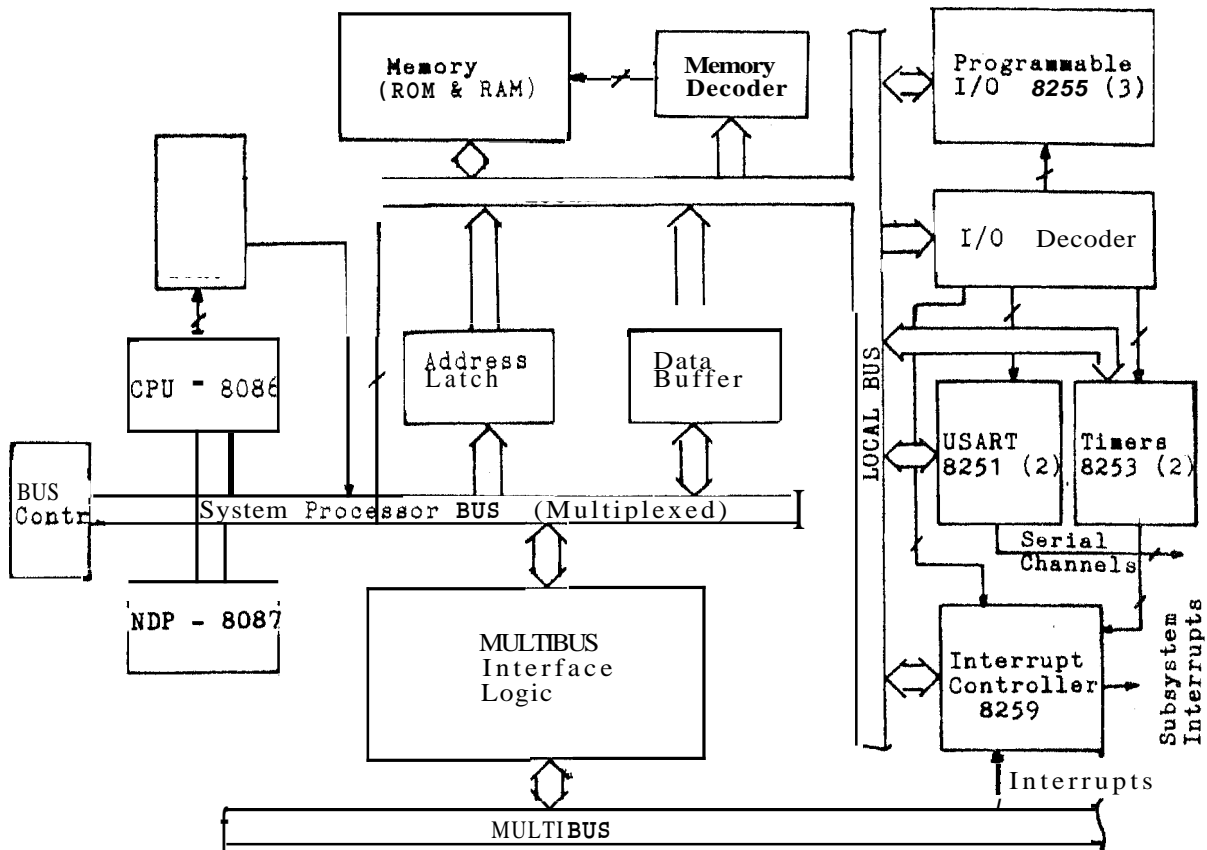 Memory
(ROM & RAM)
Memory
Decoder
Programmable
I/O 8255 (3)
I/O Decoder
CPU - 8086
Address
Latch
Data
Buffer
LOCAL BUS
USART
8251 (2)
Timers
8253 (2)
BUS
Contr
System Processor BUS (Multiplexed)
Serial
Channels
NDP - 8087
MULTIBUS
Interface
Logic
Interrupt
Controller
8259
Subsystem
Interrupts
Interrupts
MULTIBUS